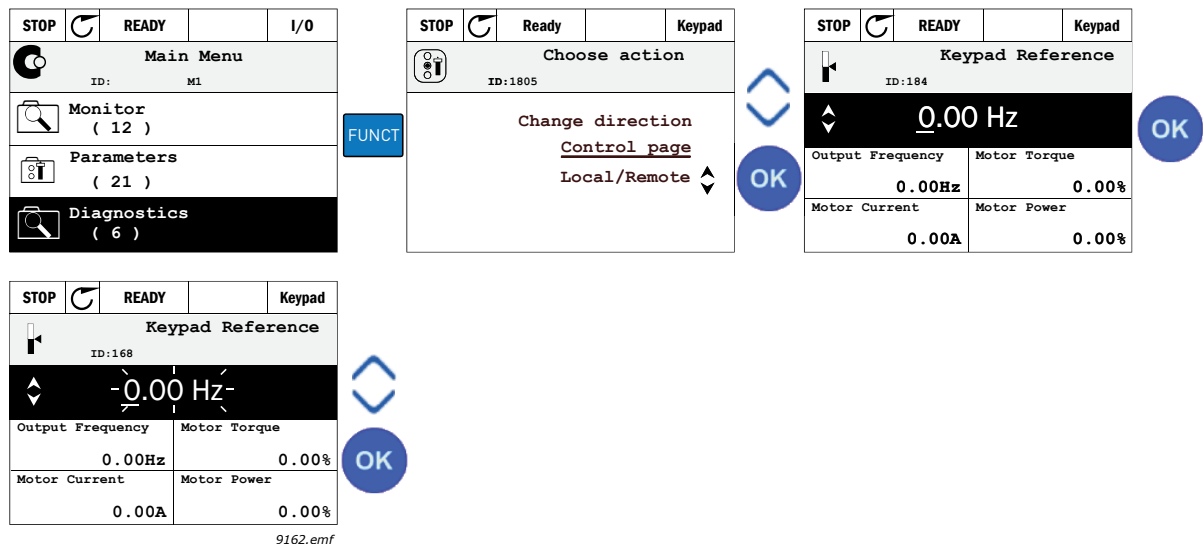 STOP READY I/O
Main Menu
ID: M1
Monitor
( 12 )
Parameters
( 21 )
Diagnostics
( 6 )
FUNCT
STOP Ready Keypad
Choose action
ID:1805
Change direction
Control page
Local/Remote
OK
STOP READY Keypad
Keypad Reference
ID:184
0.00 Hz
Output Frequency Motor Torque
0.00Hz 0.00%
Motor Current Motor Power
0.00A 0.00%
OK
STOP READY Keypad
Keypad Reference
ID:168
0.00 Hz
Output Frequency Motor Torque
0.00Hz 0.00%
Motor Current Motor Power
0.00A 0.00%
OK
9162.emf